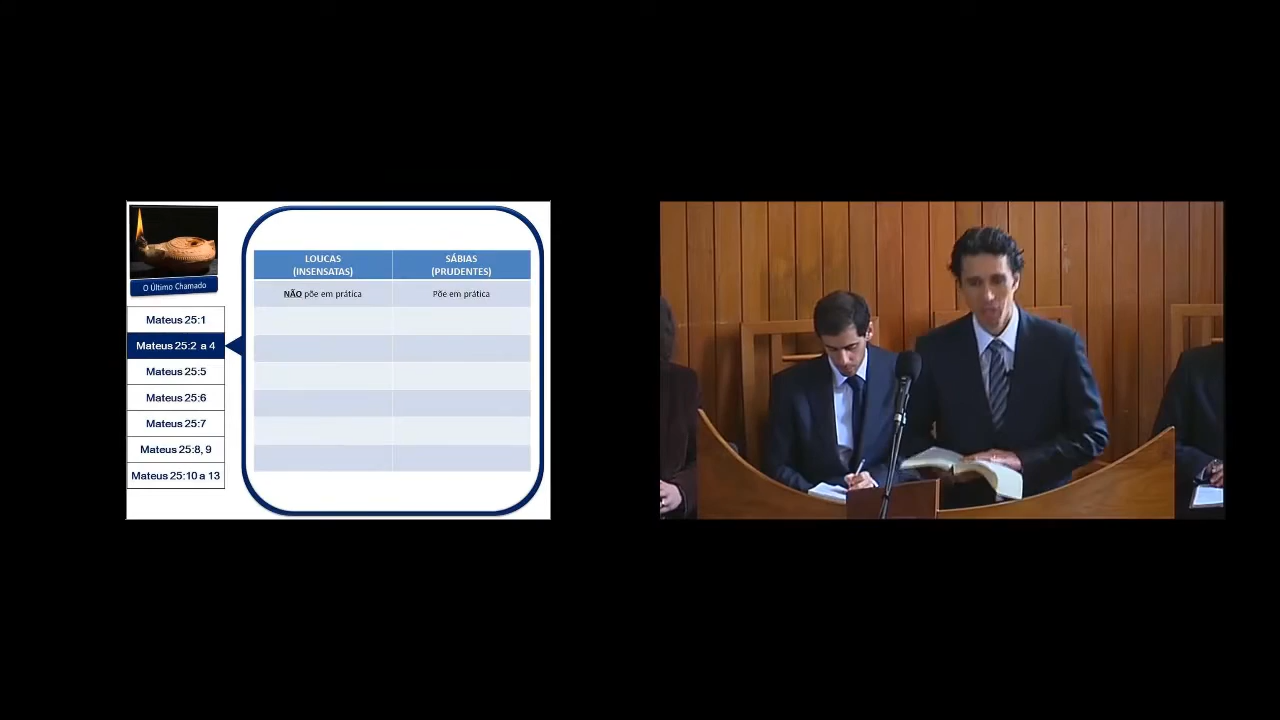 O Último Chamado
Mateus 25:1
Mateus 25:2 a 4
Mateus 25:5
Mateus 25:6
Mateus 25:7
Mateus 25:8, 9
Mateus 25:10 a 13
LOUCAS
(INSENSATAS)
SÁBIAS
(PRUDENTES)
NÃO põe em prática
Põe em prática